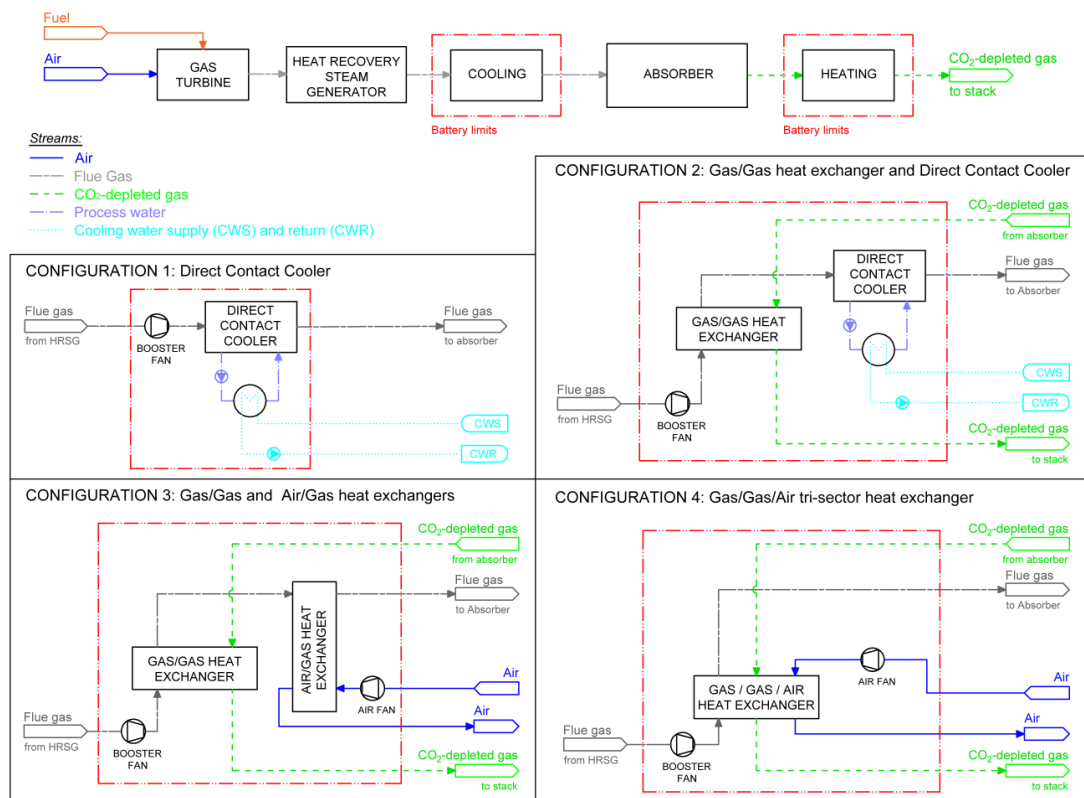 Fuel
Air
GAS
TURBINE
HEAT RECOVERY
STEAM
GENERATOR
COOLING
Battery limits
ABSORBER
HEATING
Battery limits
CO2-depleted gas
to stack
Streams:
Air
Flue Gas
CO2-depleted gas
Process water
Cooling water supply (CWS) and return (CWR)
CONFIGURATION 1: Direct Contact Cooler
Flue gas
from HRSG
BOOSTER
FAN
DIRECT
CONTACT
COOLER
Flue gas
to absorber
CWS
CWR
CONFIGURATION 2: Gas/Gas heat exchanger and Direct Contact Cooler
CO2-depleted gas
from absorber
DIRECT
CONTACT
COOLER
Flue gas
to Absorber
GAS/GAS HEAT
EXCHANGER
CWS
Flue gas
from HRSG
BOOSTER
FAN
CWR
CO2-depleted gas
to stack
CONFIGURATION 3: Gas/Gas and Air/Gas heat exchangers
CO2-depleted gas
from absorber
Flue gas
to Absorber
GAS/GAS HEAT
EXCHANGER
AIR/GAS HEAT
EXCHANGER
AIR FAN
Air
Air
Flue gas
from HRSG
BOOSTER
FAN
CO2-depleted gas
to stack
CONFIGURATION 4: Gas/Gas/Air tri-sector heat exchanger
CO2-depleted gas
from absorber
Flue gas
to Absorber
GAS / GAS / AIR
HEAT EXCHANGER
AIR FAN
Air
Air
Flue gas
from HRSG
BOOSTER
FAN
CO2-depleted gas
to stack